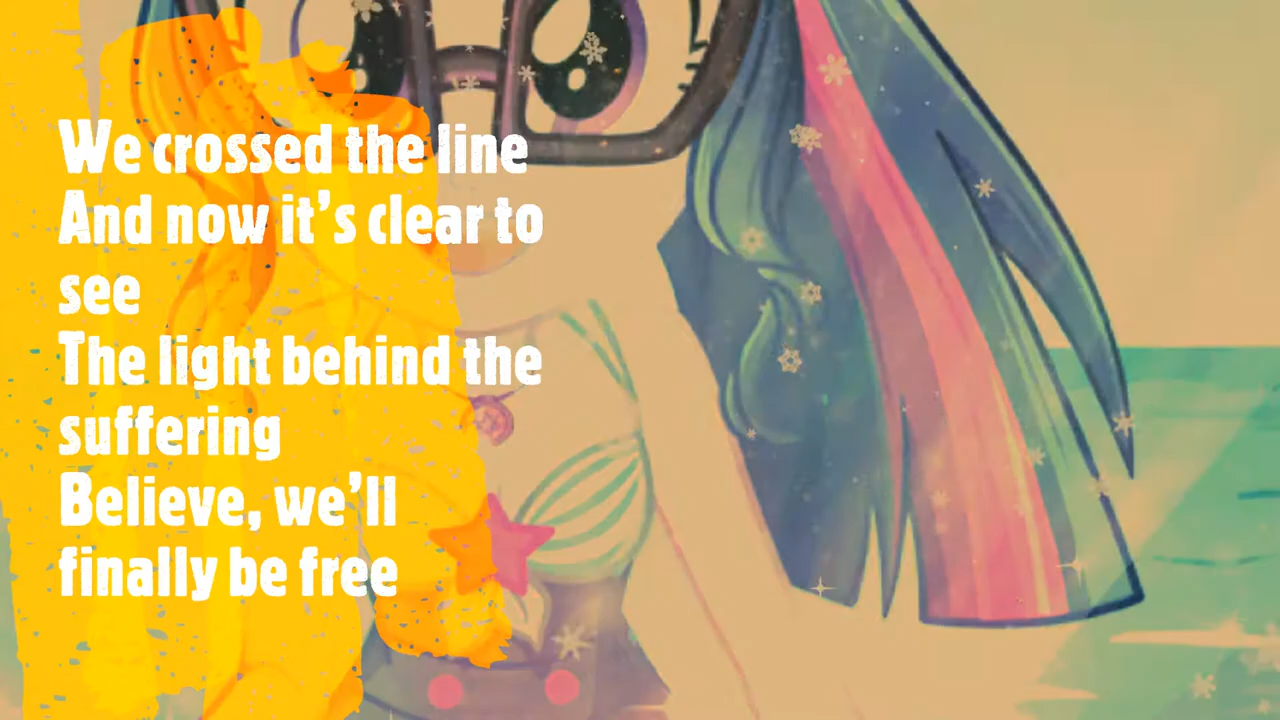 We crossed the line
And now it's clear to
see
The light behind the
suffering
Believe, we'll
finally be free